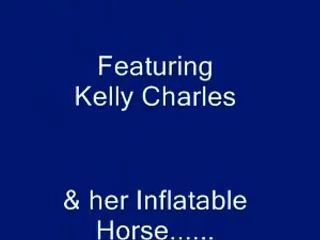 Featuring
Kelly Charles
& her Inflatable
Horse......